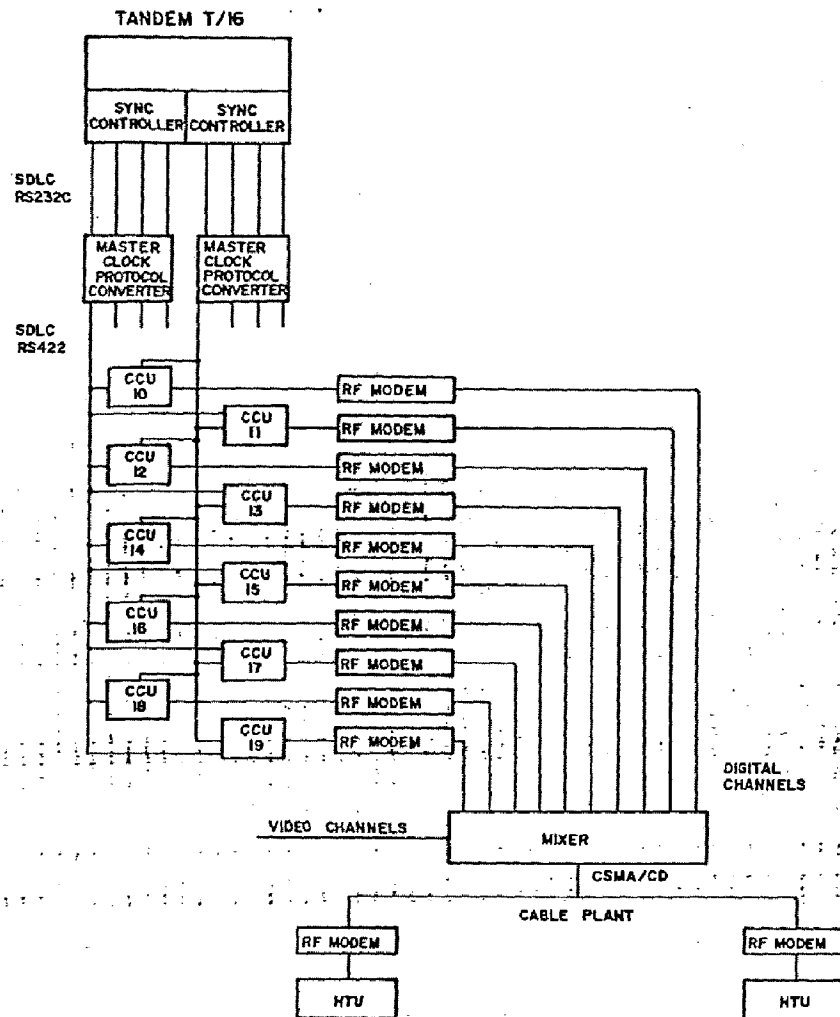 TANDEM T/16
SYNC
CONTROLLER
SYNC
CONTROLLER
SDLC
RS232C
MASTER
CLOCK
PROTOCOL
CONVERTER
MASTER
CLOCK
PROTOCOL
CONVERTER
SDLC
RS422
CCU
10
RF MODEM
CCU
11
RF MODEM
CCU
12
RF MODEM
CCU
13
RF MODEM
CCU
14
RF MODEM
CCU
15
RF MODEM
CCU
16
RF MODEM
CCU
17
RF MODEM
CCU
18
RF MODEM
CCU
19
RF MODEM
DIGITAL
CHANNELS
VIDEO CHANNELS
MIXER
CSMA/CD
CABLE PLANT
RF MODEM
RF MODEM
HTU
HTU